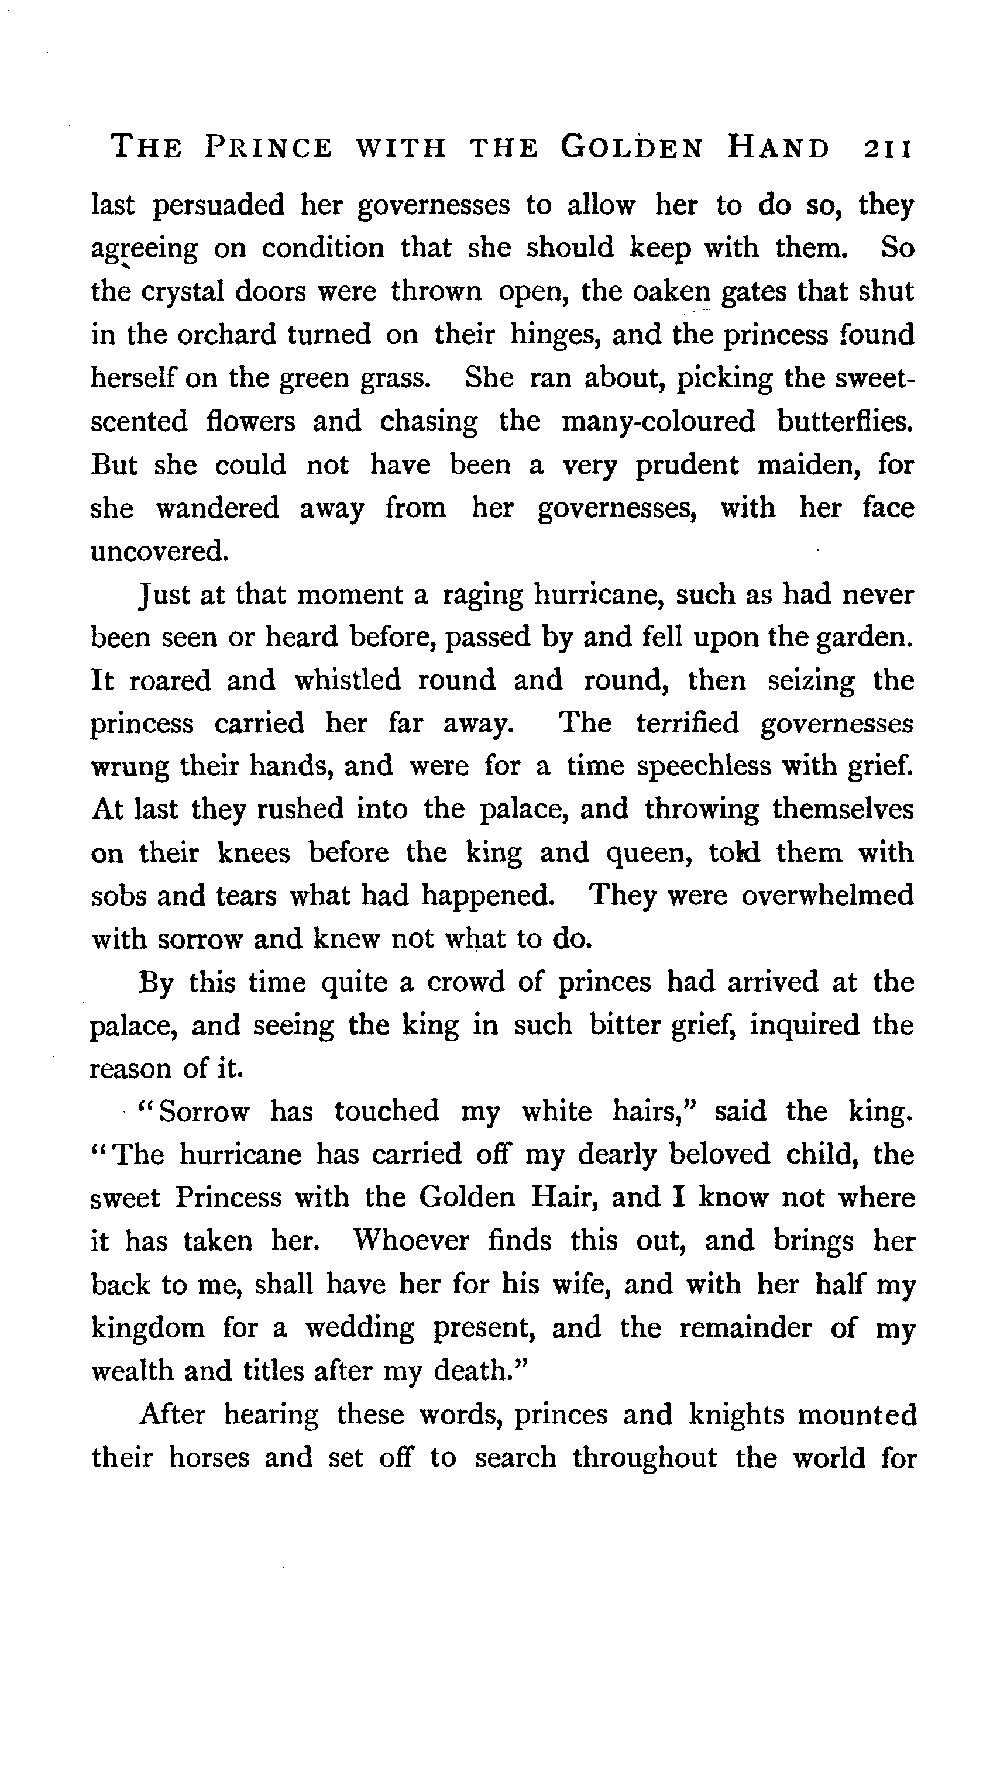 THE PRINCE WITH THE GOLDEN HAND 211
last persuaded her governesses to allow her to do so, they
agreeing on condition that she should keep with them. So
the crystal doors were thrown open, the oaken gates that shut
in the orchard turned on their hinges, and the princess found
herself on the green grass. She ran about, picking the sweet-
scented flowers and chasing the many-coloured butterflies.
But she could not have been a very prudent maiden, for
she wandered away from her governesses, with her face
uncovered.
Just at that moment a raging hurricane, such as had never
been seen or heard before, passed by and fell upon the garden.
It roared and whistled round and round, then seizing the
princess carried her far away. The terrified governesses
wrung their hands, and were for a time speechless with grief.
At last they rushed into the palace, and throwing themselves
on their knees before the king and queen, told them with
sobs and tears what had happened. They were overwhelmed
with sorrow and knew not what to do.
By this time quite a crowd of princes had arrived at the
palace, and seeing the king in such bitter grief, inquired the
reason of it.
“Sorrow has touched my white hairs,” said the king.
“The hurricane has carried off my dearly beloved child, the
sweet Princess with the Golden Hair, and I know not where
it has taken her. Whoever finds this out, and brings her
back to me, shall have her for his wife, and with her half my
kingdom for a wedding present, and the remainder of my
wealth and titles after my death.”
After hearing these words, princes and knights mounted
their horses and set off to search throughout the world for